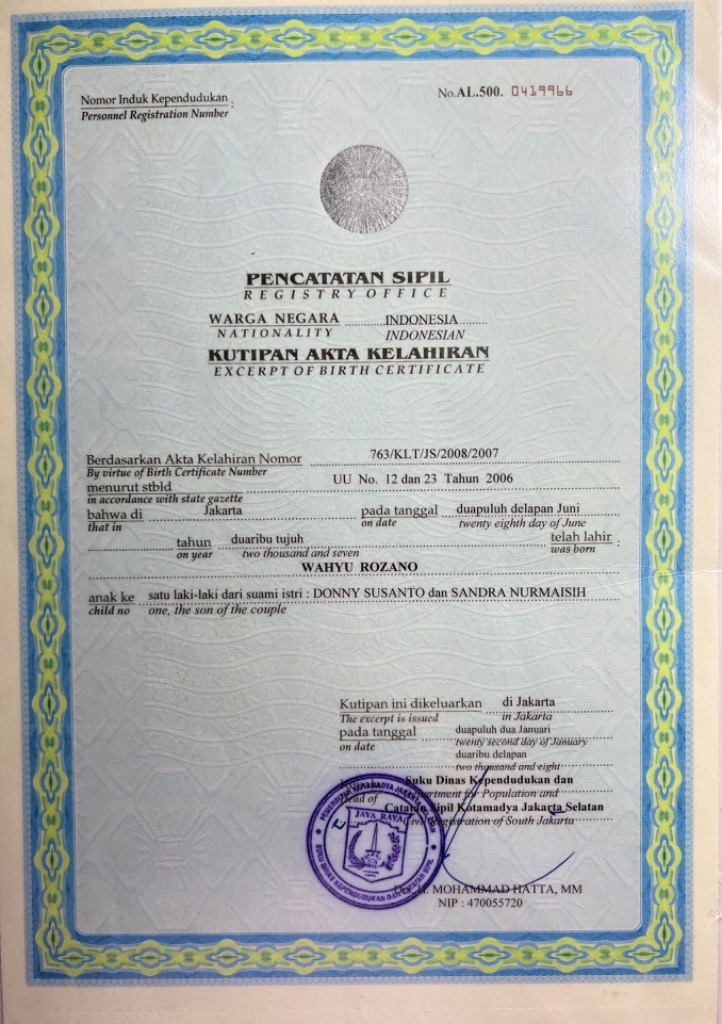 Nomor Induk Kependudukan :
Personnel Registration Number
No.AL.500. 0419966
PENCATATAN SIPIL
REGISTRY OFFICE
WARGA NEGARA INDONESIA
NATIONALITY INDONESIAN
KUTIPAN AKTA KELAHIRAN
EXCERPT OF BIRTH CERTIFICATE
Berdasarkan Akta Kelahiran Nomor 763/KLT/JS/2008/2007
By virtue of Birth Certificate Number
menurut stbld UU No. 12 dan 23 Tahun 2006
in accordance with state gazette
bahwa di Jakarta pada tanggal duapuluh delapan Juni
that in on date twenty eighth day of June
tahun duaribu tujuh telah lahir :
on year two thousand and seven was born
WAHYU ROZANO
anak ke satu laki-laki dari suami istri : DONNY SUSANTO dan SANDRA NURMAISIH
child no one, the son of the couple
Kutipan ini dikeluarkan di Jakarta
The excerpt is issued in Jakarta
pada tanggal duapuluh dua Januari
on date twenty second day of January
duaribu delapan
two thousand and eight
Suku Dinas Kependudukan dan
Head of Department for Population and
Catatan Sipil Kotamadya Jakarta Selatan
Civil Registration of South Jakarta
JAYA RAYA
Drs. H. MOHAMMAD HATTA, MM
NIP : 470055720